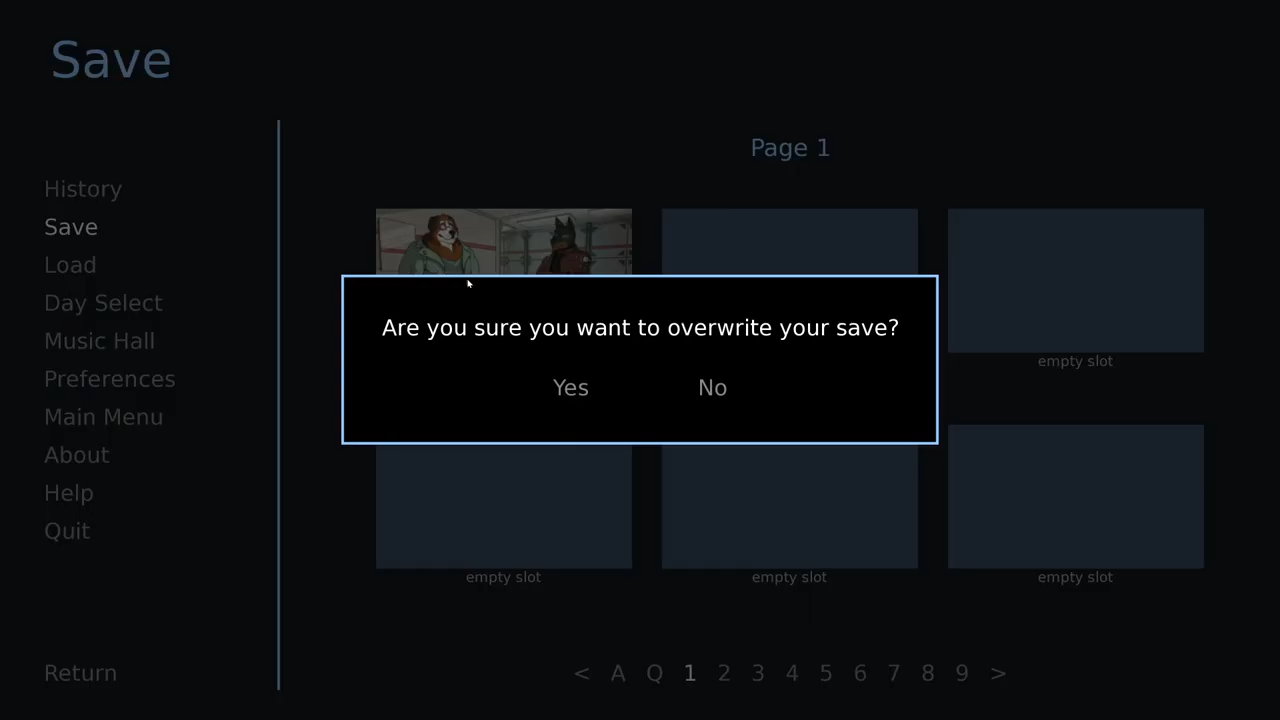 Save
Page 1
History
Save
Load
Day Select
Music Hall
Preferences
Main Menu
About
Help
Quit
Return
Are you sure you want to overwrite your save?
Yes No
empty slot
empty slot empty slot empty slot
< A Q 1 2 3 4 5 6 7 8 9 >